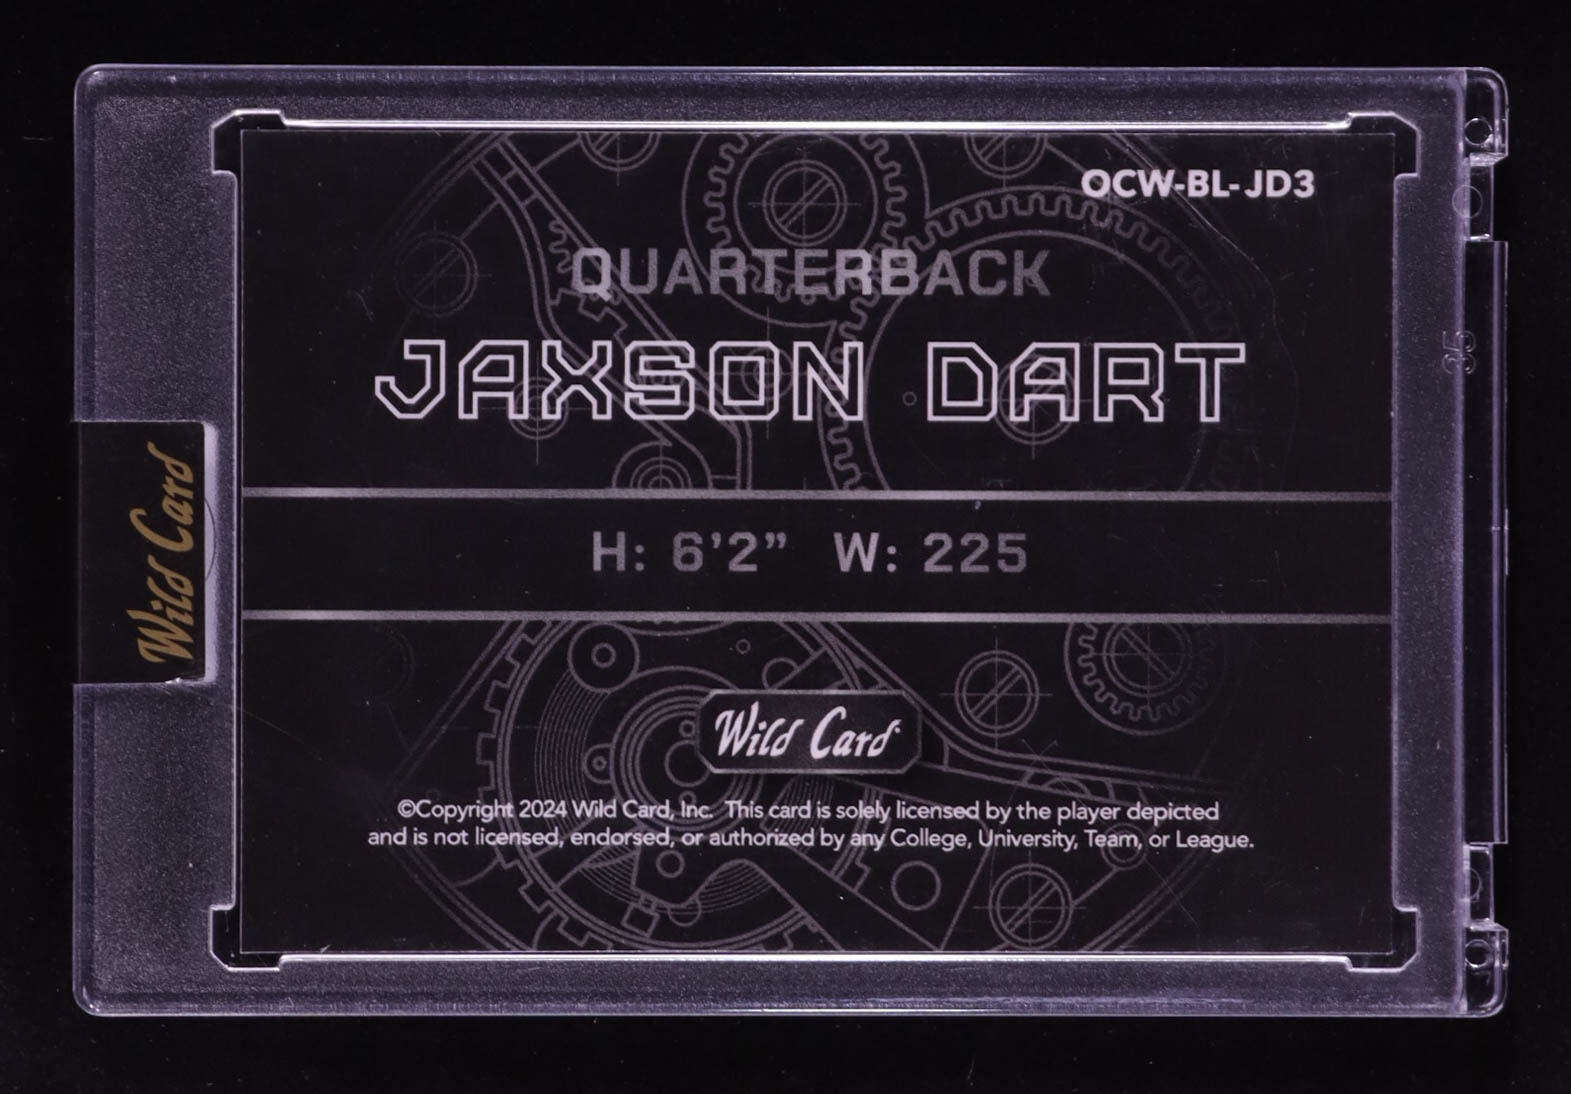 OCW-BL-JD3
QUARTERBACK
JAXSON DART
H: 6'2” W: 225
Wild Card
Wild Card
©Copyright 2024 Wild Card, Inc. This card is solely licensed by the player depicted
and is not licensed, endorsed, or authorized by any College, University, Team, or League.
35